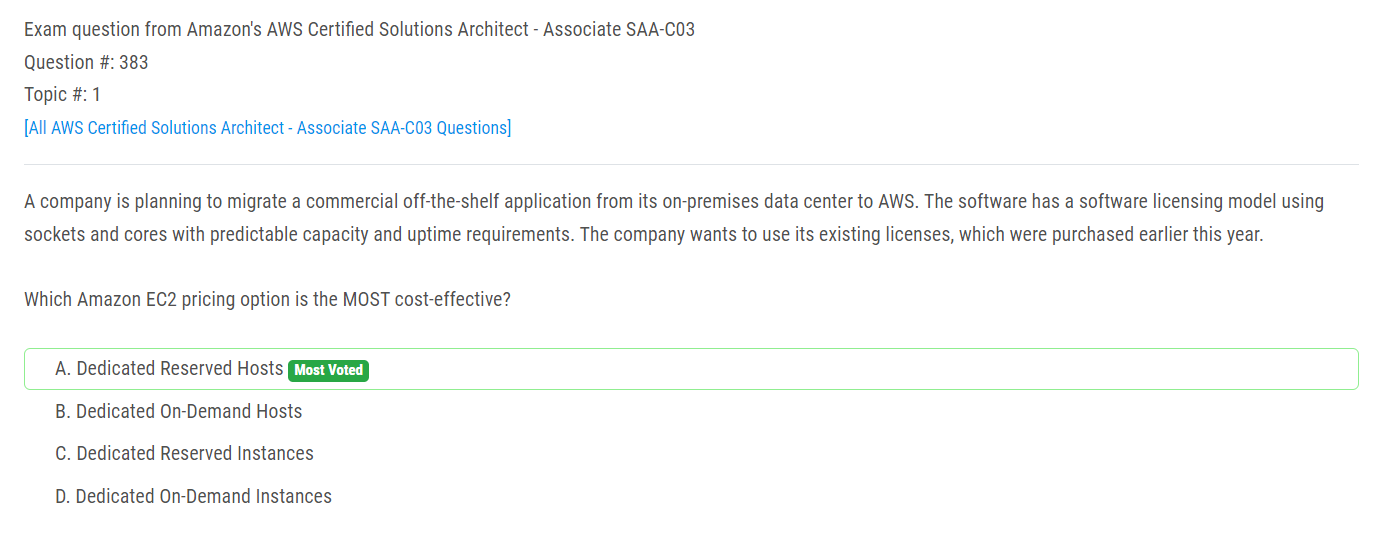 Exam question from Amazon's AWS Certified Solutions Architect - Associate SAA-C03
Question #: 383
Topic #: 1
[All AWS Certified Solutions Architect - Associate SAA-C03 Questions]
A company is planning to migrate a commercial off-the-shelf application from its on-premises data center to AWS. The software has a software licensing model using
sockets and cores with predictable capacity and uptime requirements. The company wants to use its existing licenses, which were purchased earlier this year.
Which Amazon EC2 pricing option is the MOST cost-effective?
A. Dedicated Reserved Hosts Most Voted
B. Dedicated On-Demand Hosts
C. Dedicated Reserved Instances
D. Dedicated On-Demand Instances